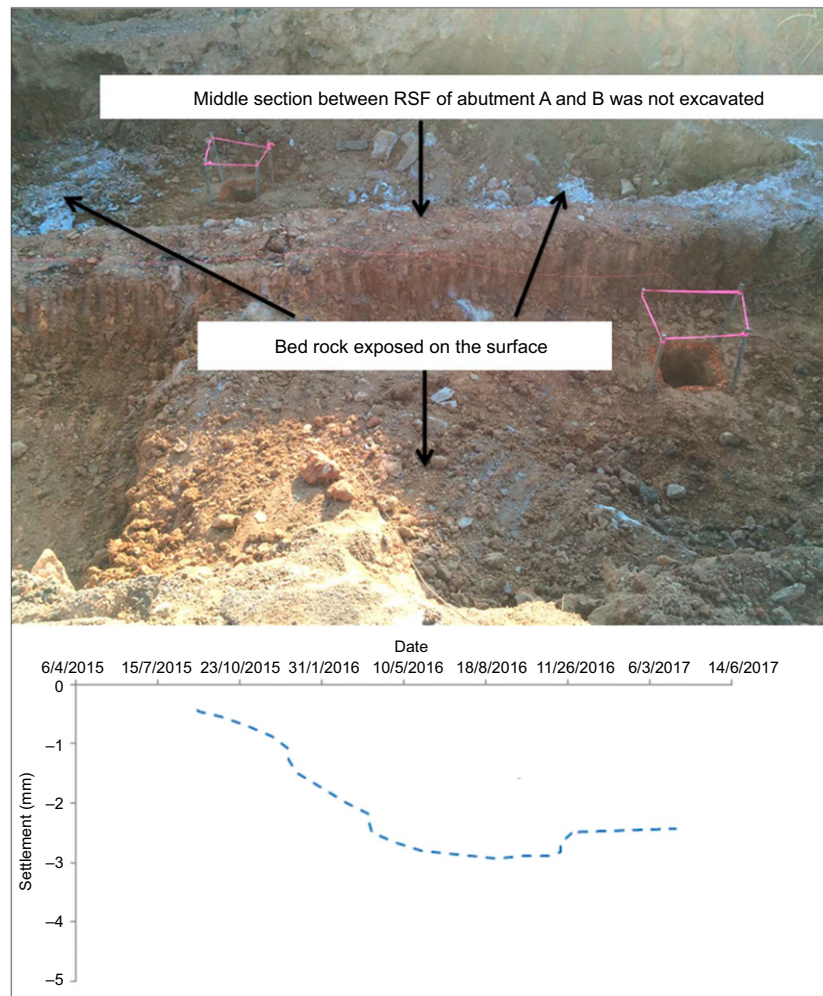 Middle section between RSF of abutment A and B was not excavated
Bed rock exposed on the surface
Date
6/4/2015 15/7/2015 23/10/2015 31/1/2016 10/5/2016 18/8/2016 11/26/2016 6/3/2017 14/6/2017
0
–1
–2
–3
–4
–5
Settlement (mm)